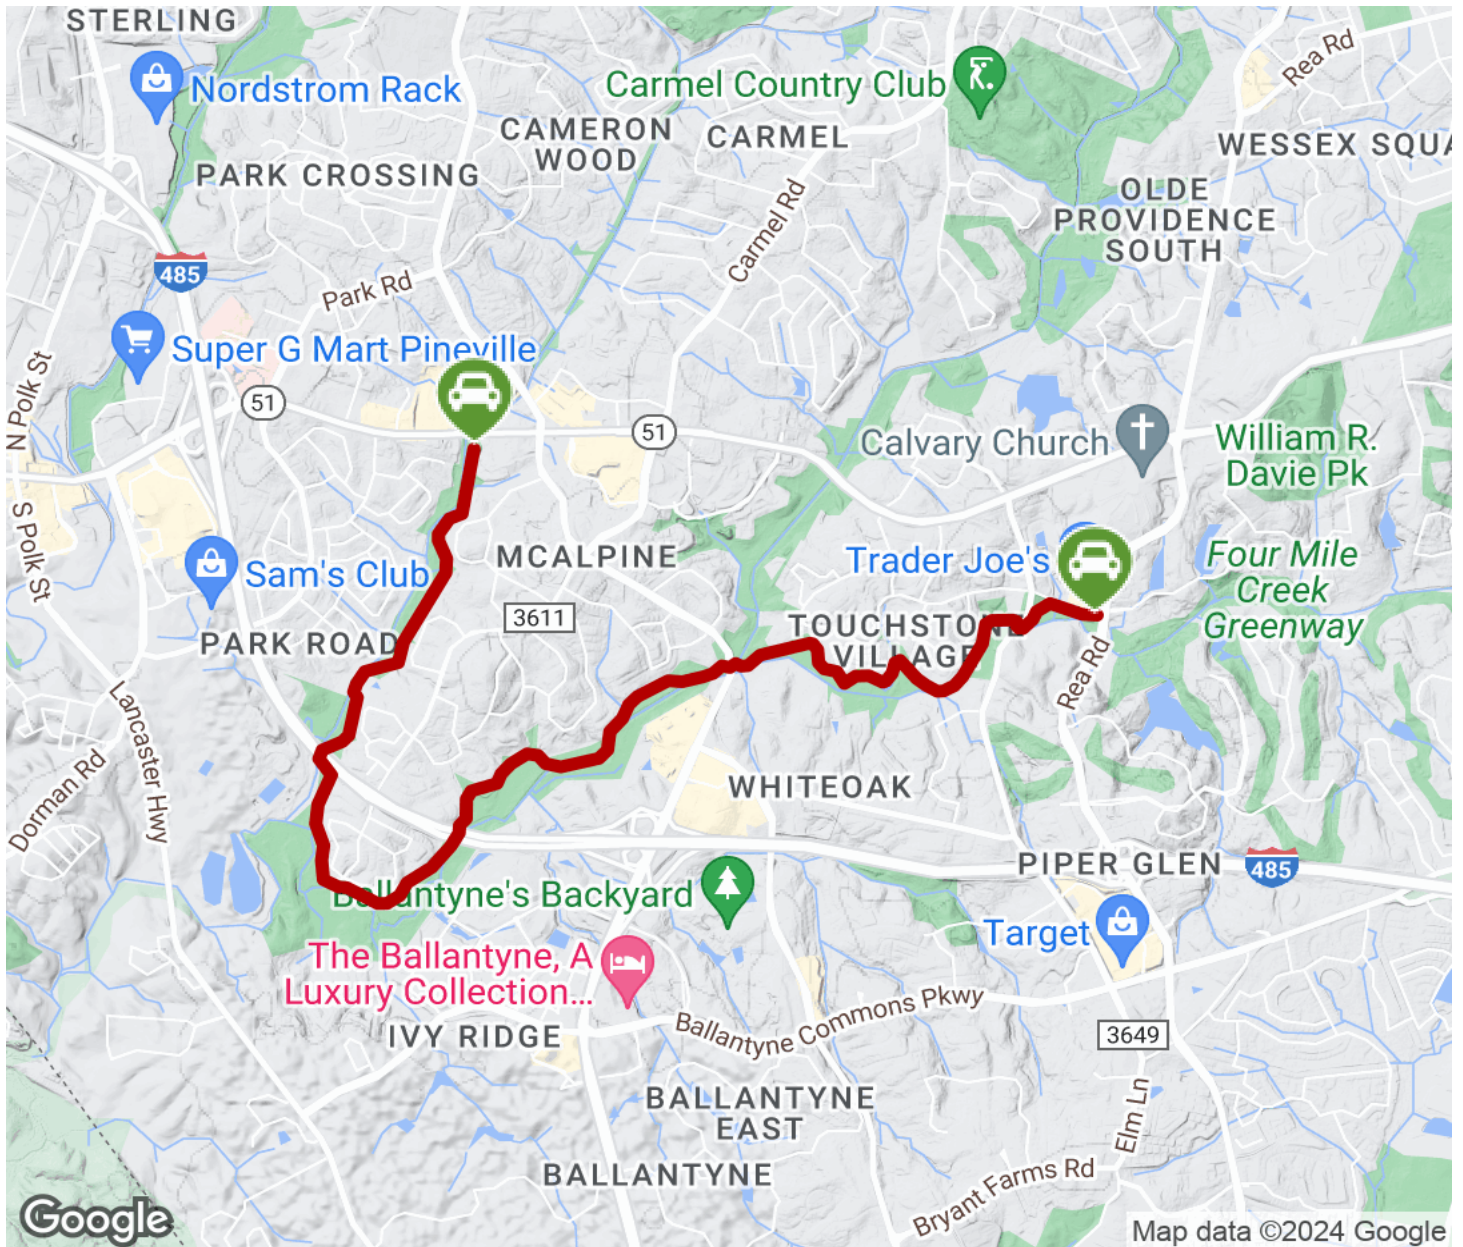 STERLING
Nordstrom Rack
Carmel Country Club
Rea Rd
CAMERON
WOOD
CARMEL
WESSEX SQUA
PARK CROSSING
OLDE
PROVIDENCE
SOUTH
Carmel Rd
485
Park Rd
Super G Mart Pineville
N Polk St
51
51
Calvary Church
William R.
Davie Pk
S Polk St
Sam's Club
MCALPINE
Trader Joe's
Four Mile
Creek
Greenway
3611
PARK ROAD
TOUCHSTONE
VILLAGE
Rea Rd
Lancaster Hwy
Dorman Rd
WHITEOAK
PIPER GLEN
485
Ballantyne's Backyard
Target
The Ballantyne, A
Luxury Collection...
Ballantyne Commons Pkwy
IVY RIDGE
3649
BALLANTYNE
EAST
Elm Ln
BALLANTYNE
Bryant Farms Rd
Google
Map data ©2024 Google